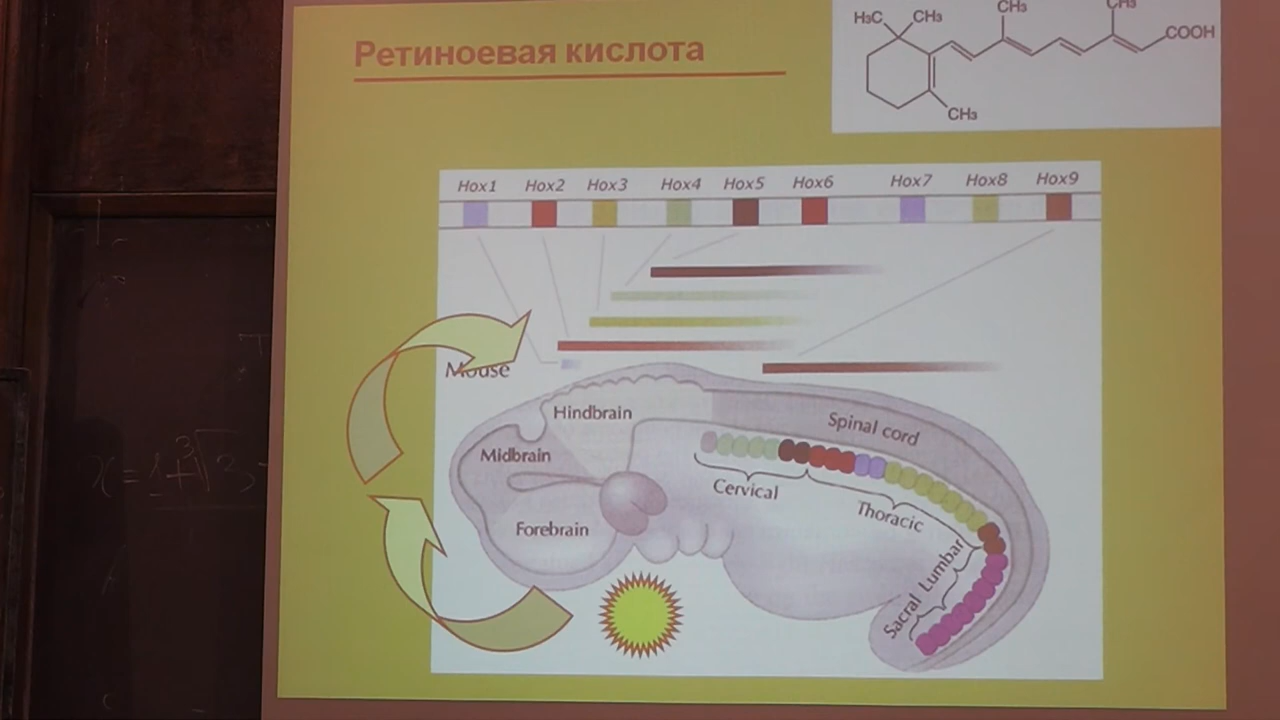 Ретиноевая кислота
H₃C CH₃ CH₃ CH₃
COOH
CH₃
Hox1 Hox2 Hox3 Hox4 Hox5 Hox6 Hox7 Hox8 Hox9
Mouse
Hindbrain
Spinal cord
Midbrain
Cervical
Thoracic
Forebrain
Lumbar
Sacral